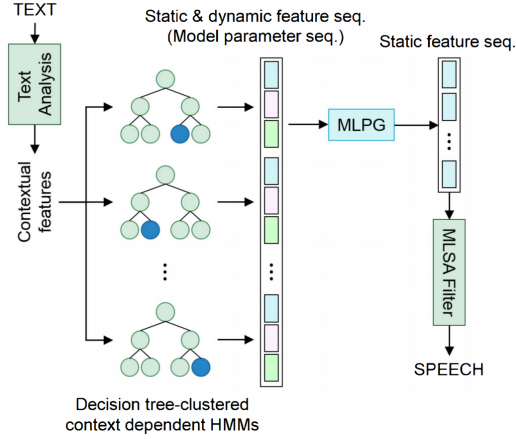 TEXT
Static & dynamic feature seq.
(Model parameter seq.)
Static feature seq.
Text
Analysis
MLPG
Contextual
features
MLSA Filter
SPEECH
Decision tree-clustered
context dependent HMMs